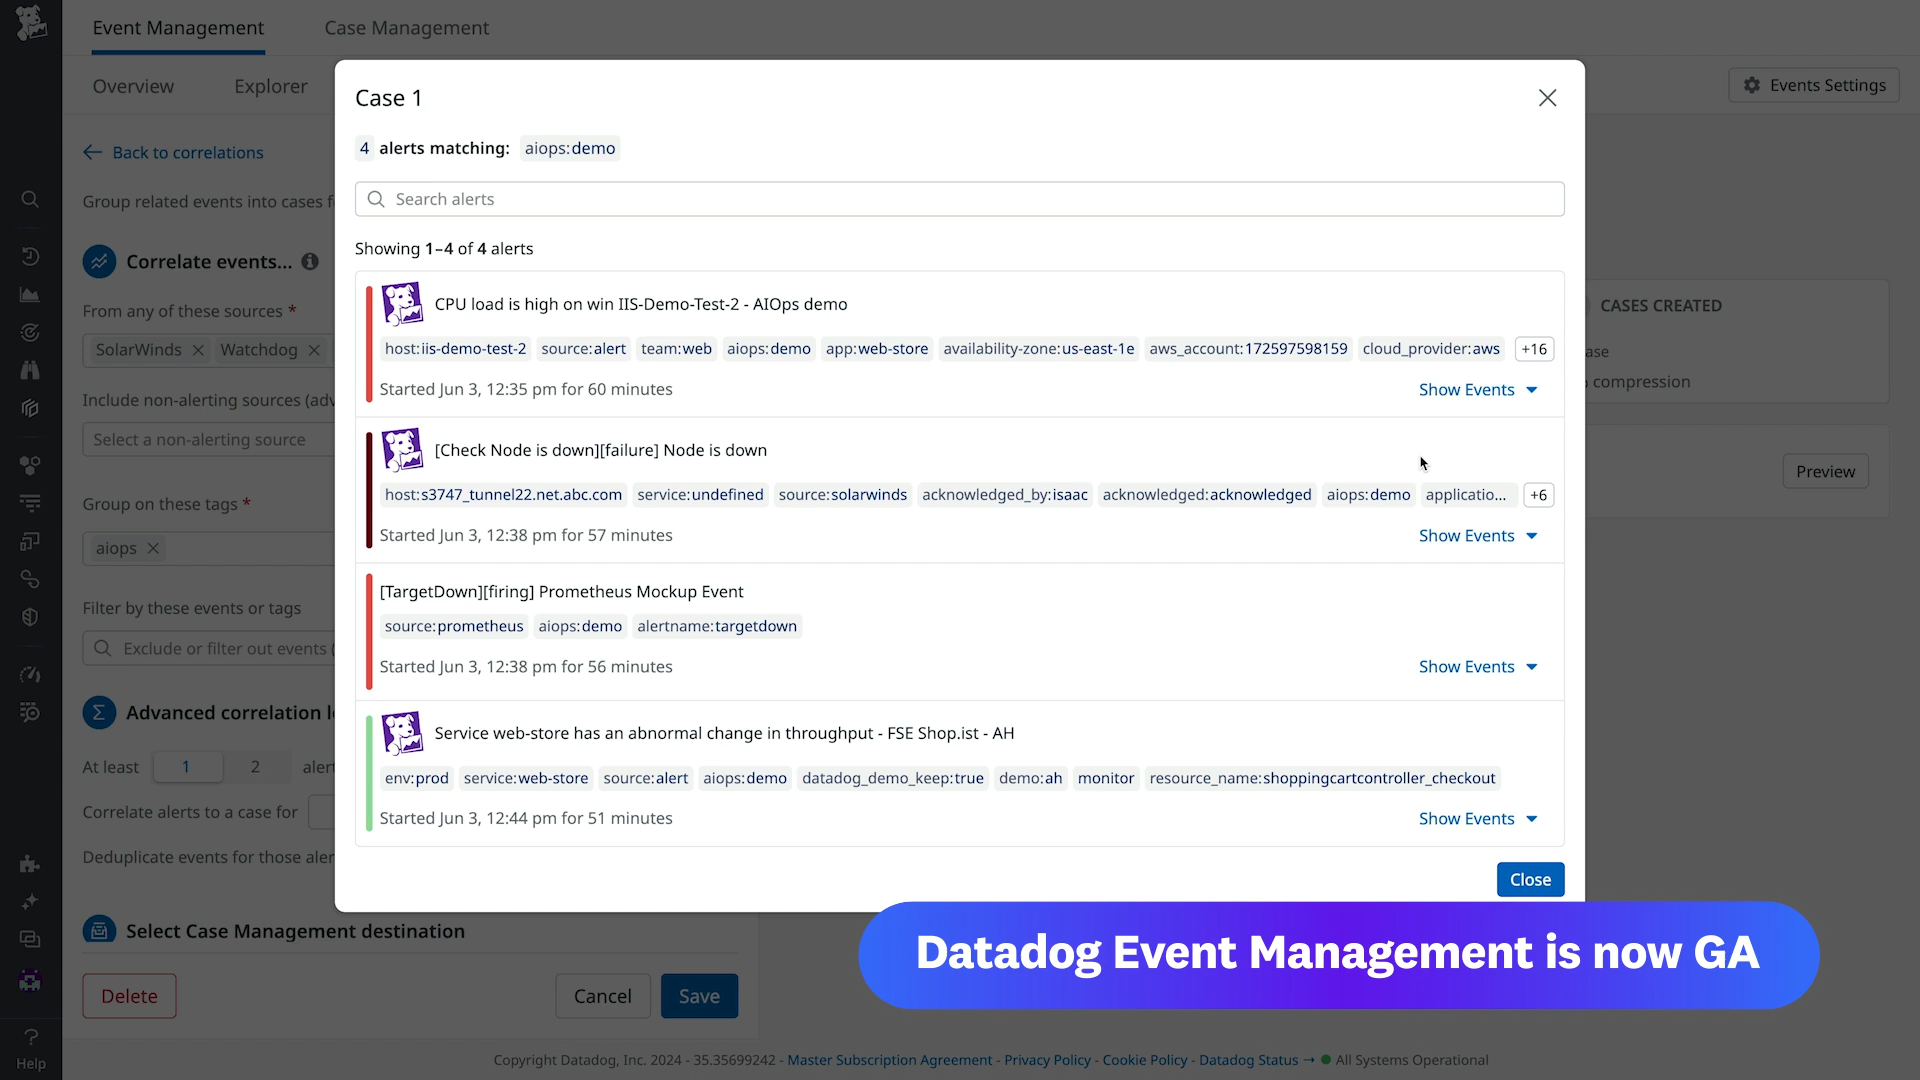 Event Management
Case Management
Overview
Explorer
Events Settings
Back to correlations
Group related events into cases f
Correlate events...
From any of these sources *
SolarWinds
Watchdog
Include non-alerting sources (adv
Select a non-alerting source
Group on these tags *
aiops
Filter by these events or tags
Exclude or filter out events (
Advanced correlation l
At least 1 2 alert
Correlate alerts to a case for
Deduplicate events for those aler
Select Case Management destination
Delete
Cancel
Save
Help
Case 1
4 alerts matching: aiops:demo
Search alerts
Showing 1–4 of 4 alerts
CPU load is high on win IIS-Demo-Test-2 - AIOps demo
host:iis-demo-test-2 source:alert team:web aiops:demo app:web-store availability-zone:us-east-1e aws_account:172597598159 cloud_provider:aws +16
Started Jun 3, 12:35 pm for 60 minutes
Show Events
[Check Node is down][failure] Node is down
host:s3747_tunnel22.net.abc.com service:undefined source:solarwinds acknowledged_by:isaac acknowledged:acknowledged aiops:demo applicatio... +6
Started Jun 3, 12:38 pm for 57 minutes
Show Events
[TargetDown][firing] Prometheus Mockup Event
source:prometheus aiops:demo alertname:targetdown
Started Jun 3, 12:38 pm for 56 minutes
Show Events
Service web-store has an abnormal change in throughput - FSE Shop.ist - AH
env:prod service:web-store source:alert aiops:demo datadog_demo_keep:true demo:ah monitor resource_name:shoppingcartcontroller_checkout
Started Jun 3, 12:44 pm for 51 minutes
Show Events
Close
CASES CREATED
ase
compression
Preview
Datadog Event Management is now GA
Copyright Datadog, Inc. 2024 - 35.35699242 - Master Subscription Agreement - Privacy Policy - Cookie Policy - Datadog Status → All Systems Operational